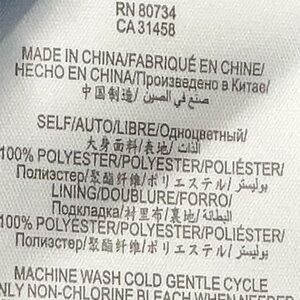 RN 80734
CA 31458
MADE IN CHINA/FABRIQUÉ EN CHINE/
HECHO EN CHINA/Произведено в Китае/
中国制造/ صنع في الصين/
SELF/AUTO/LIBRE/Одноцветный/
大身面料/表地/الذات/
100% POLYESTER/POLYESTER/POLIÉSTER/
Полиэстер/聚酯纤维/ポリエステル/بوليستر/
LINING/DOUBLURE/FORRO/
Подкладка/衬里布/裏地/البطانة/
100% POLYESTER/POLYESTER/POLIÉSTER/
Полиэстер/聚酯纤维/ポリエステル/بوليستر
MACHINE WASH COLD GENTLE CYCLE
ONLY NON-CHLORINE BLEACH WHEN NEEDED